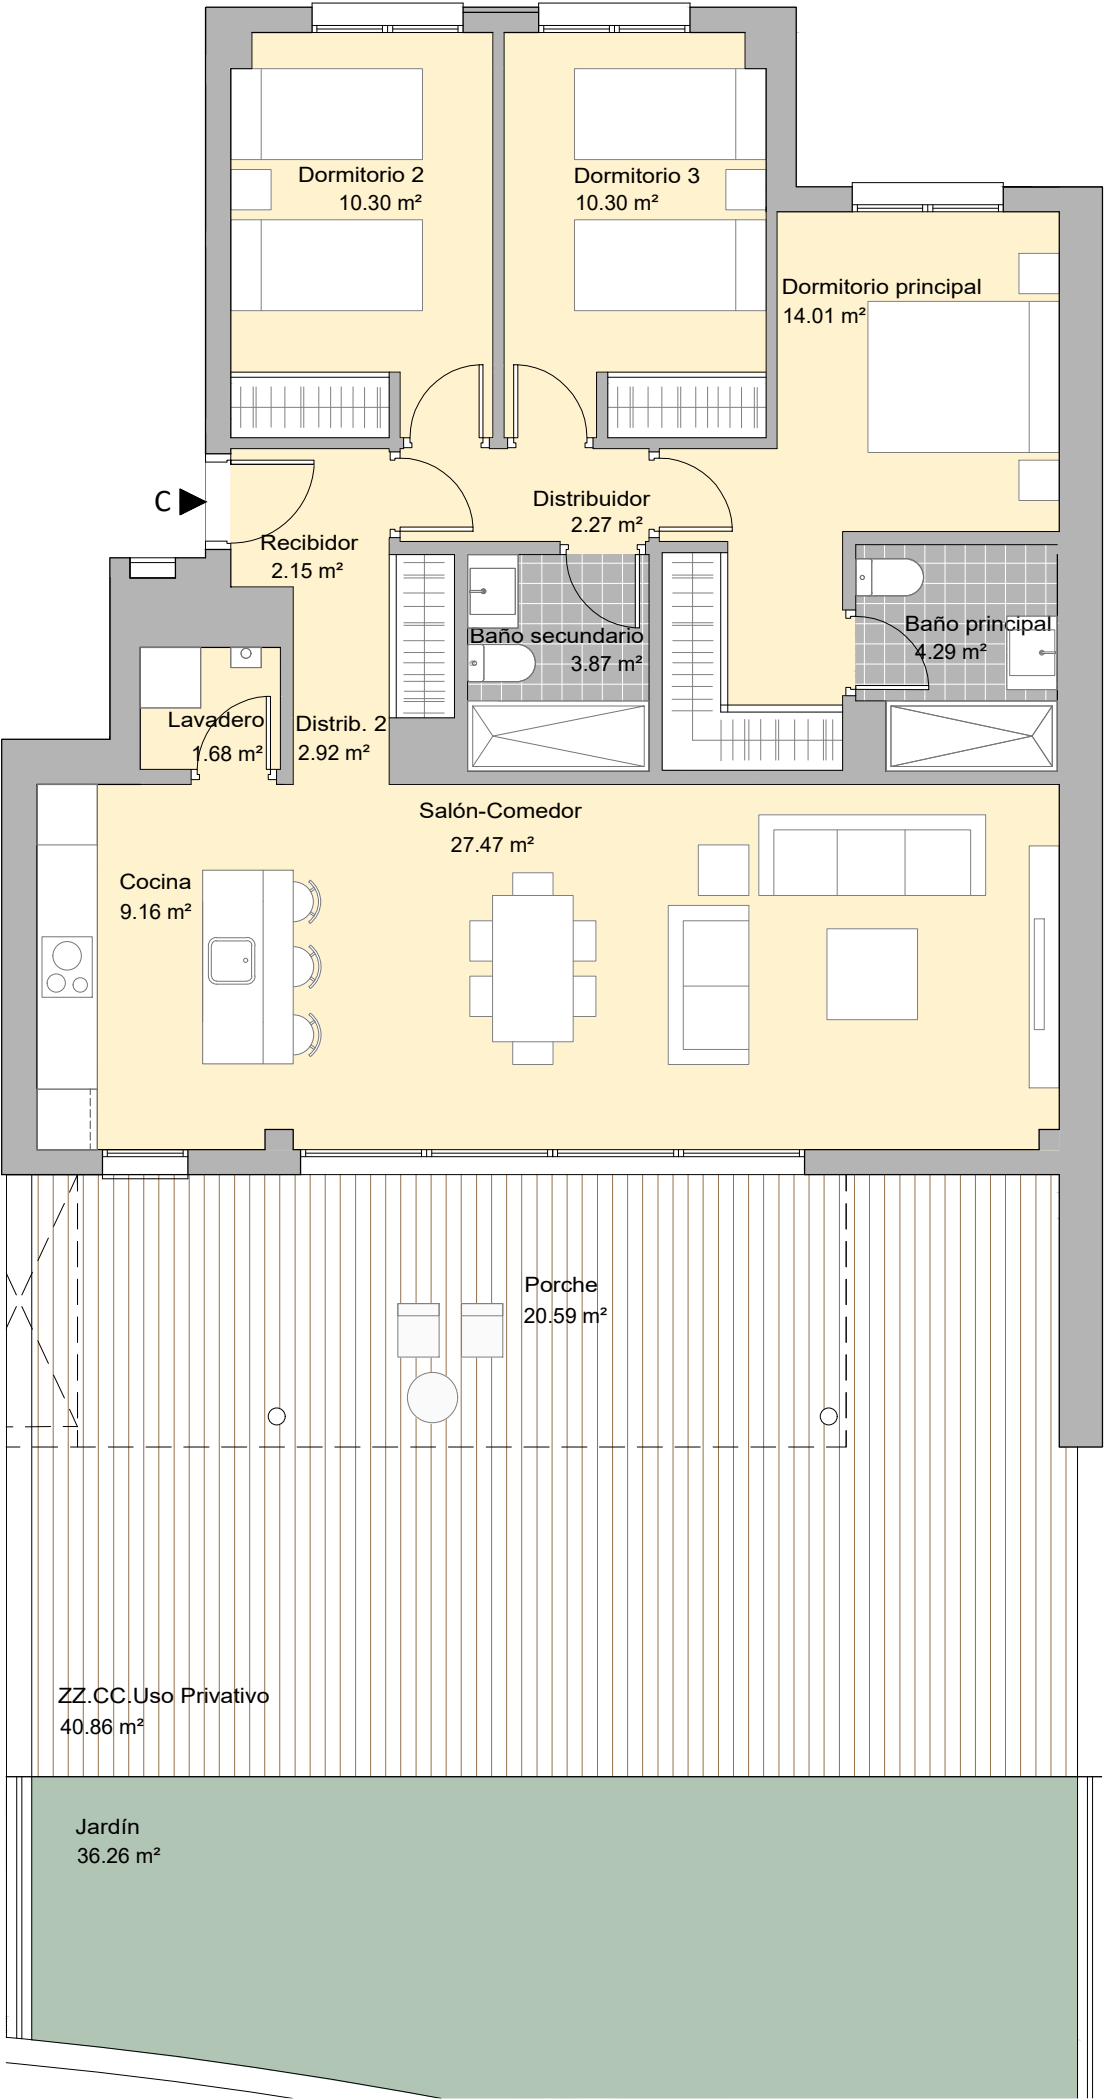 Dormitorio 2
10.30 m²
Dormitorio 3
10.30 m²
Dormitorio principal
14.01 m²
C
Distribuidor
2.27 m²
Recibidor
2.15 m²
Baño secundario
3.87 m²
Baño principal
4.29 m²
Lavadero
1.68 m²
Distrib. 2
2.92 m²
Salón-Comedor
27.47 m²
Cocina
9.16 m²
Porche
20.59 m²
ZZ.CC.Uso Privativo
40.86 m²
Jardín
36.26 m²